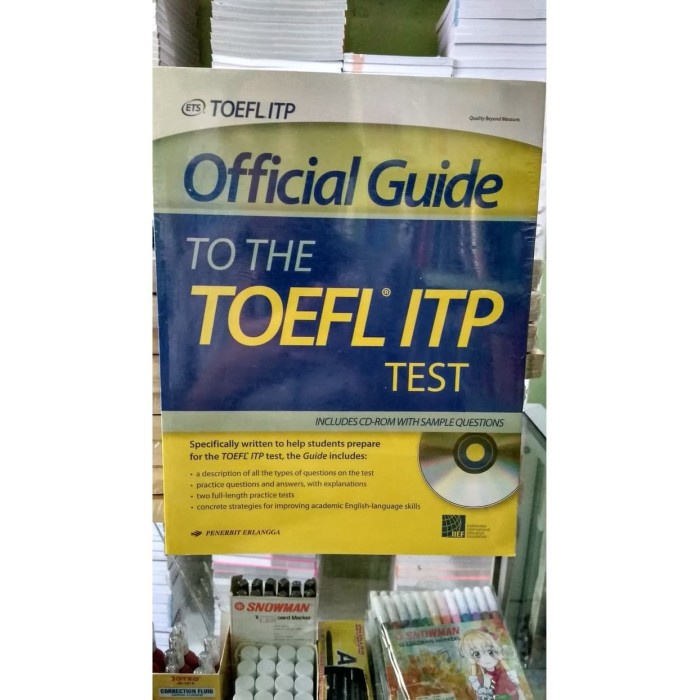 ETS TOEFL ITP
Quality Beyond Measure
Official Guide
TO THE
TOEFL® ITP
TEST
INCLUDES CD-ROM WITH SAMPLE QUESTIONS
Specifically written to help students prepare
for the TOEFL® ITP test, the Guide includes:
• a description of all the types of questions on the test
• practice questions and answers, with explanations
• two full-length practice tests
• concrete strategies for improving academic English-language skills
PENERBIT ERLANGGA
IIEF
SNOWMAN
SNOWMAN
JOYKO
CORRECTION FLUID